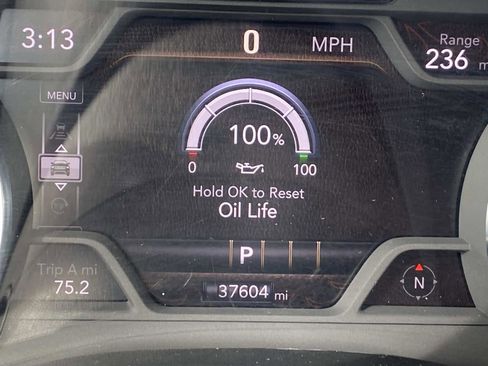 3:13
0 MPH
Range
236 m
MENU
100%
0 100
Hold OK to Reset
Oil Life
P
Trip A mi
75.2
37604 mi
N